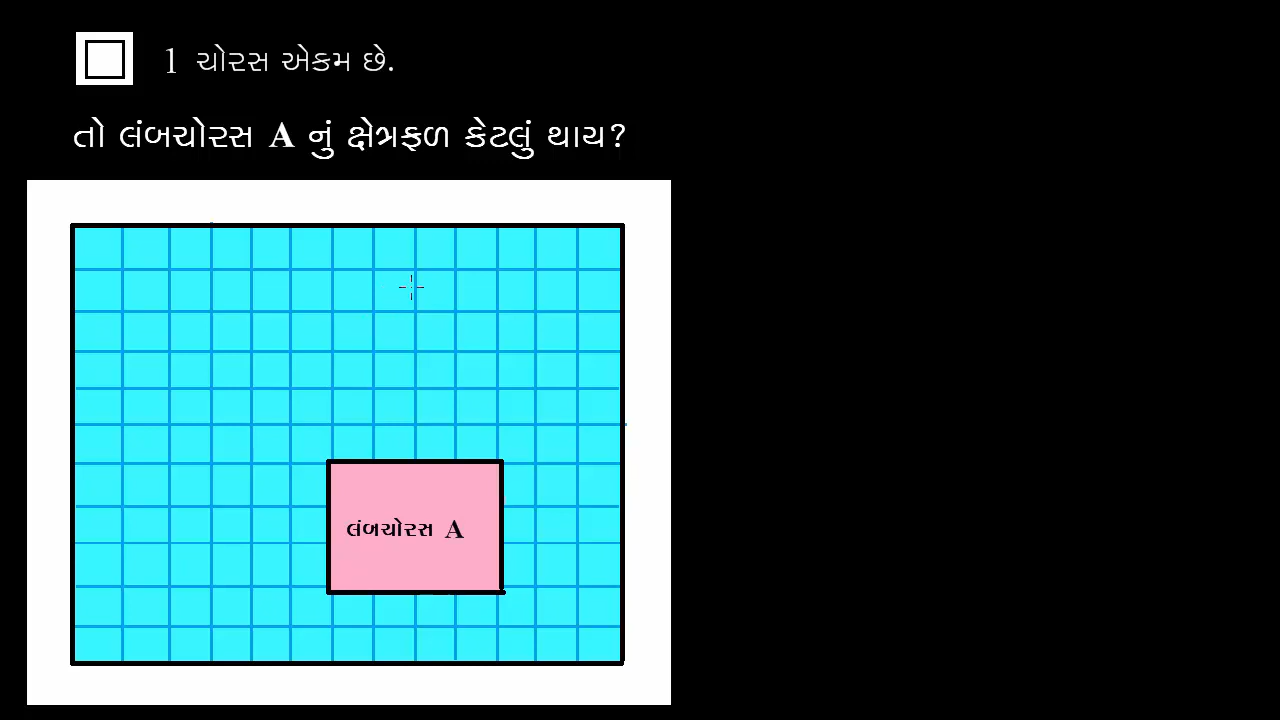 1 ચોરસ એકમ છે.
તો લંબચોરસ A નું ક્ષેત્રફળ કેટલું થાય?
લંબચોરસ A